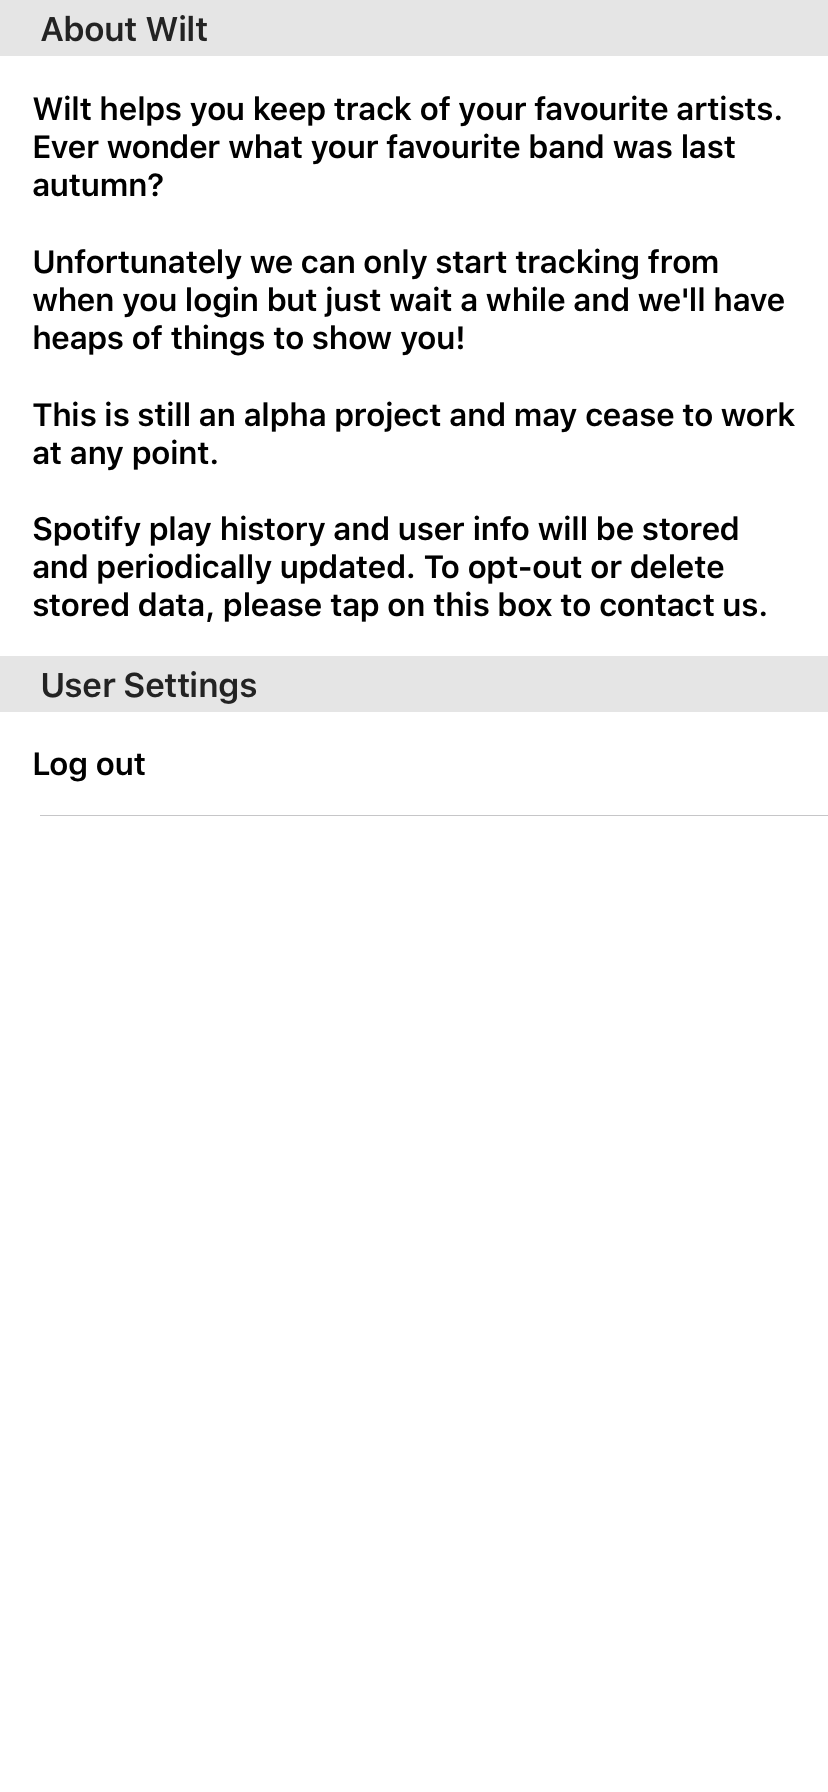 About Wilt
Wilt helps you keep track of your favourite artists.
Ever wonder what your favourite band was last
autumn?
Unfortunately we can only start tracking from
when you login but just wait a while and we'll have
heaps of things to show you!
This is still an alpha project and may cease to work
at any point.
Spotify play history and user info will be stored
and periodically updated. To opt-out or delete
stored data, please tap on this box to contact us.
User Settings
Log out